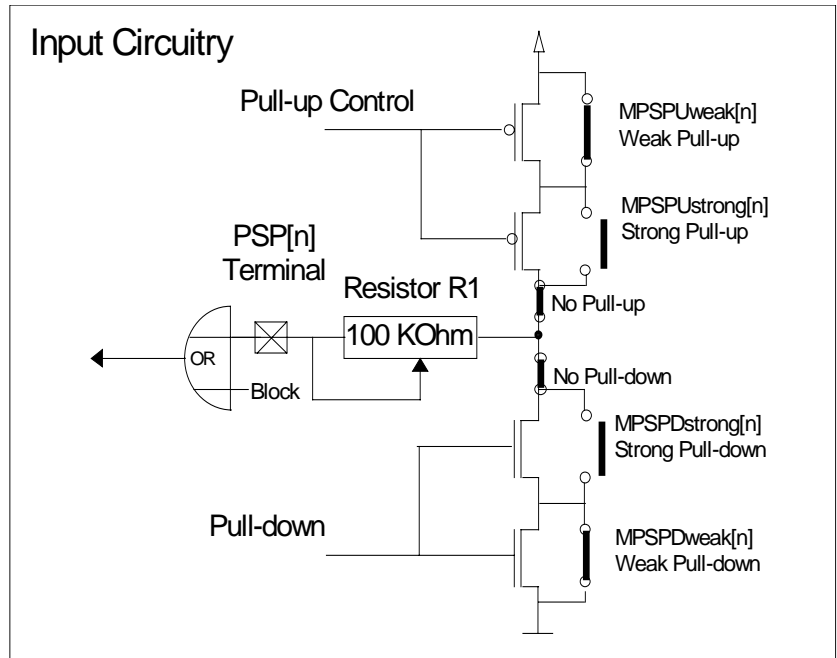 Input Circuitry
Pull-up Control
MPSPUweak[n]
Weak Pull-up
MPSPUstrong[n]
Strong Pull-up
PSP[n]
Terminal
Resistor R1
No Pull-up
100 KOhm
OR
Block
No Pull-down
MPSPDstrong[n]
Strong Pull-down
Pull-down
MPSPDweak[n]
Weak Pull-down